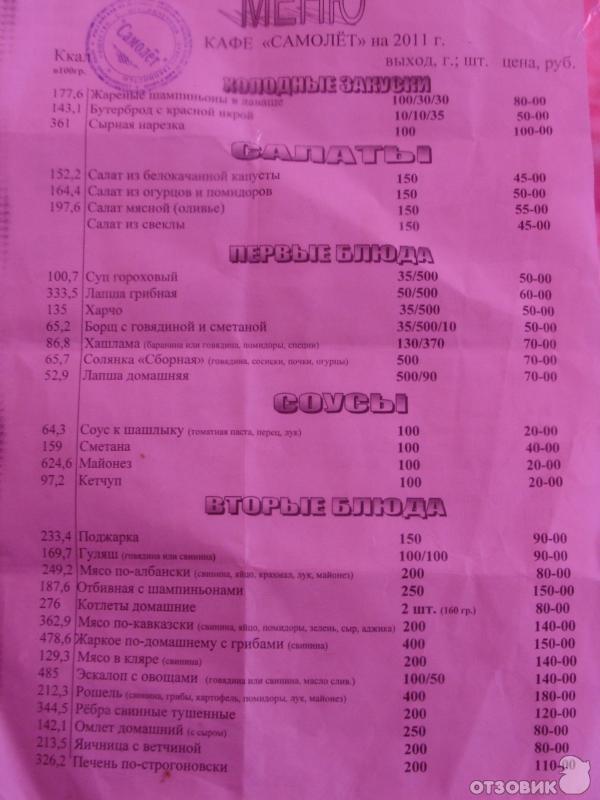 МЕНЮ
КАФЕ «САМОЛЁТ» на 2011 г.
Самолёт
Ккал в100гр. выход, г.; шт. цена, руб.
ХОЛОДНЫЕ ЗАКУСКИ
177,6 Жареные шампиньоны в лаваше 100/30/30 80-00
143,1 Бутерброд с красной икрой 10/10/35 50-00
361 Сырная нарезка 100 100-00
САЛАТЫ
152,2 Салат из белокачанной капусты 150 45-00
164,4 Салат из огурцов и помидоров 150 50-00
197,6 Салат мясной (оливье) 150 55-00
Салат из свеклы 150 45-00
ПЕРВЫЕ БЛЮДА
100,7 Суп гороховый 35/500 50-00
333,5 Лапша грибная 50/500 60-00
135 Харчо 35/500 50-00
65,2 Борщ с говядиной и сметаной 35/500/10 50-00
86,8 Хашлама (баранина или говядина, помидоры, специи) 130/370 70-00
65,7 Солянка «Сборная» (говядина, сосиски, почки, огурцы) 500 70-00
52,9 Лапша домашняя 500/90 70-00
СОУСЫ
64,3 Соус к шашлыку (томатная паста, перец, лук) 100 20-00
159 Сметана 100 40-00
624,6 Майонез 100 20-00
97,2 Кетчуп 100 20-00
ВТОРЫЕ БЛЮДА
233,4 Поджарка 150 90-00
169,7 Гуляш (говядина или свинина) 100/100 90-00
249,2 Мясо по-албански (свинина, яйцо, крахмал, лук, майонез) 200 80-00
187,6 Отбивная с шампиньонами 250 150-00
276 Котлеты домашние 2 шт. (160 гр.) 80-00
362,9 Мясо по-кавказски (свинина, яйцо, помидоры, зелень, сыр, аджика) 200 140-00
478,6 Жаркое по-домашнему с грибами (свинина) 400 150-00
129,3 Мясо в кляре (свинина) 200 140-00
485 Эскалоп с овощами (говядина или свинина, масло слив.) 100/50 140-00
212,3 Рошель (свинина, грибы, картофель, помидоры, лук, майонез) 400 180-00
344,5 Рёбра свинные тушенные 200 120-00
142,1 Омлет домашний (с сыром) 250 80-00
213,5 Яичница с ветчиной 200 80-00
326,2 Печень по-строгоновски 200 110-00
ОТЗОВИК